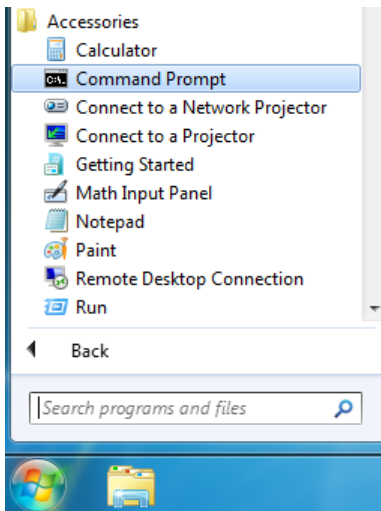 Accessories
Calculator
C:\.
Command Prompt
Connect to a Network Projector
Connect to a Projector
Getting Started
Math Input Panel
Notepad
Paint
Remote Desktop Connection
Run
Back
Search programs and files